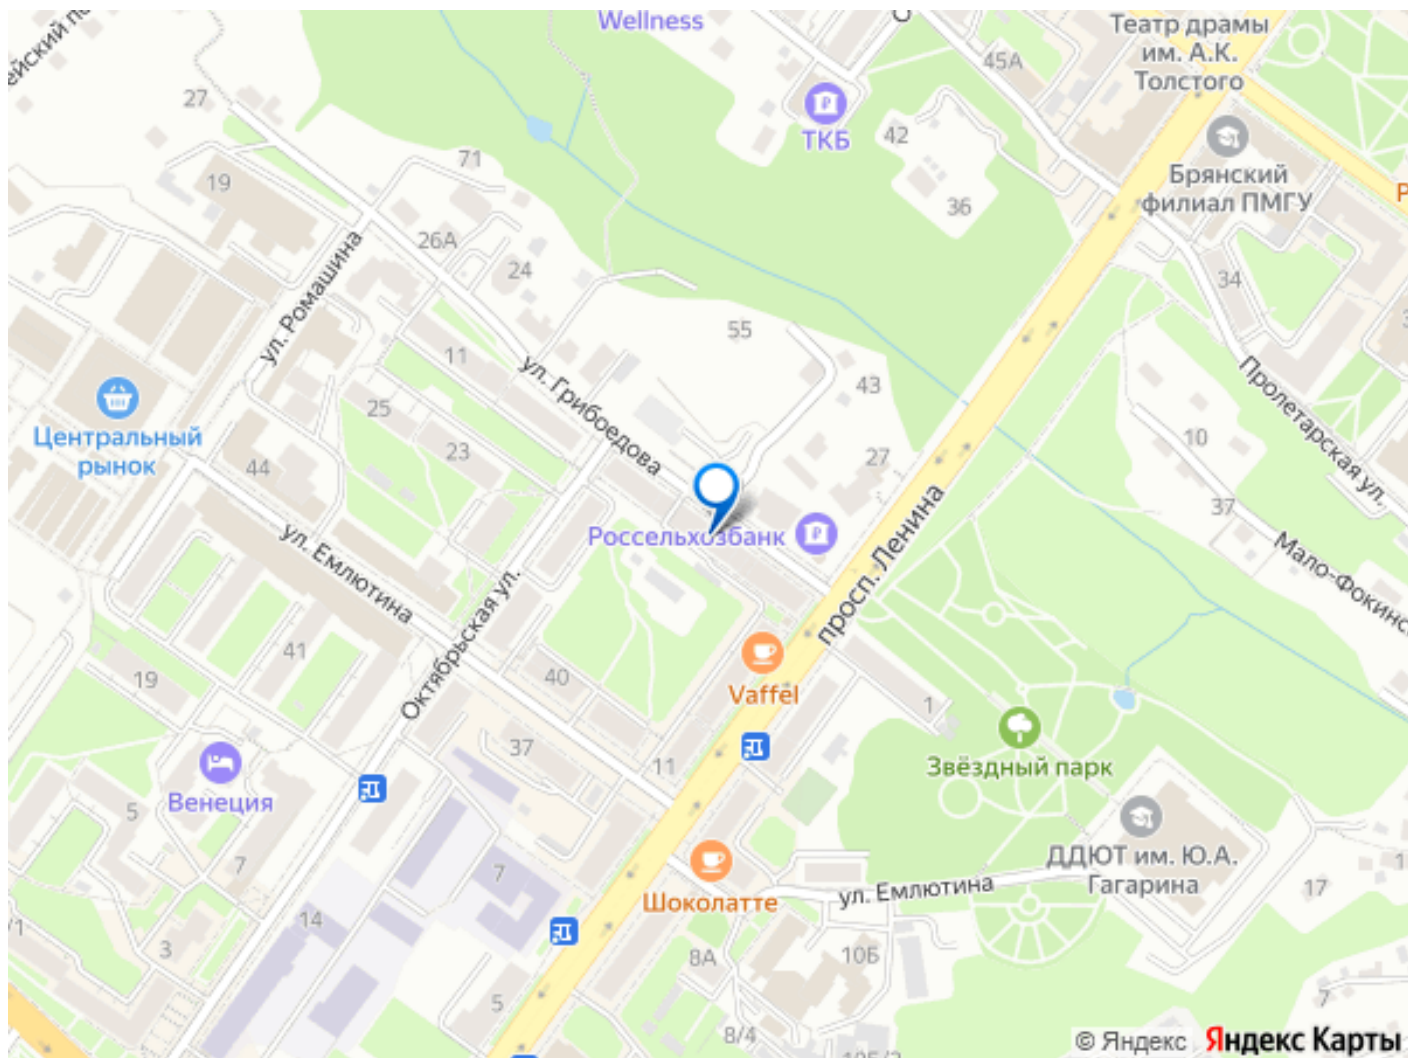 Wellness
Театр драмы
им. А.К.
Толстого
45А
ейский
27
ТКБ
42
Брянский
филиал ПМГУ
71
19
36
26А
24
34
ул. Ромашина
55
11
ул. Грибоедова
43
Пролетарская ул.
25
Центральный
рынок
23
10
44
27
37
просп. Ленина
Россельхозбанк
ул. Емлютина
Мало-Фокинс
Октябрьская ул.
41
19
40
Vaffel
1
37
11
Звёздный парк
Венеция
5
7
7
ДДЮТ им. Ю.А.
Гагарина
Шоколатте
ул. Емлютина
17
14
3
8А
10Б
5
7
8/4
© Яндекс Яндекс Карты